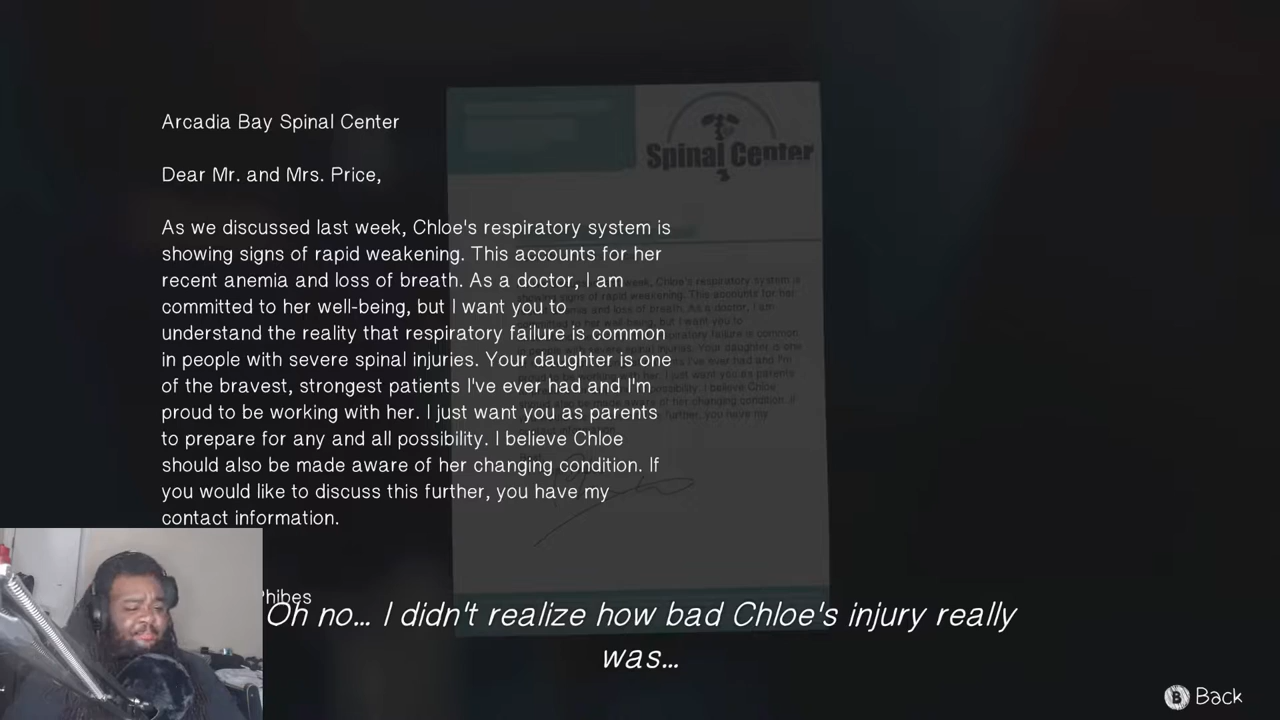 Arcadia Bay Spinal Center
Dear Mr. and Mrs. Price,
As we discussed last week, Chloe's respiratory system is
showing signs of rapid weakening. This accounts for her
recent anemia and loss of breath. As a doctor, I am
committed to her well-being, but I want you to
understand the reality that respiratory failure is common
in people with severe spinal injuries. Your daughter is one
of the bravest, strongest patients I've ever had and I'm
proud to be working with her. I just want you as parents
to prepare for any and all possibility. I believe Chloe
should also be made aware of her changing condition. If
you would like to discuss this further, you have my
contact information.
Phibes
Spinal Center
Oh no... I didn't realize how bad Chloe's injury really
was...
B Back